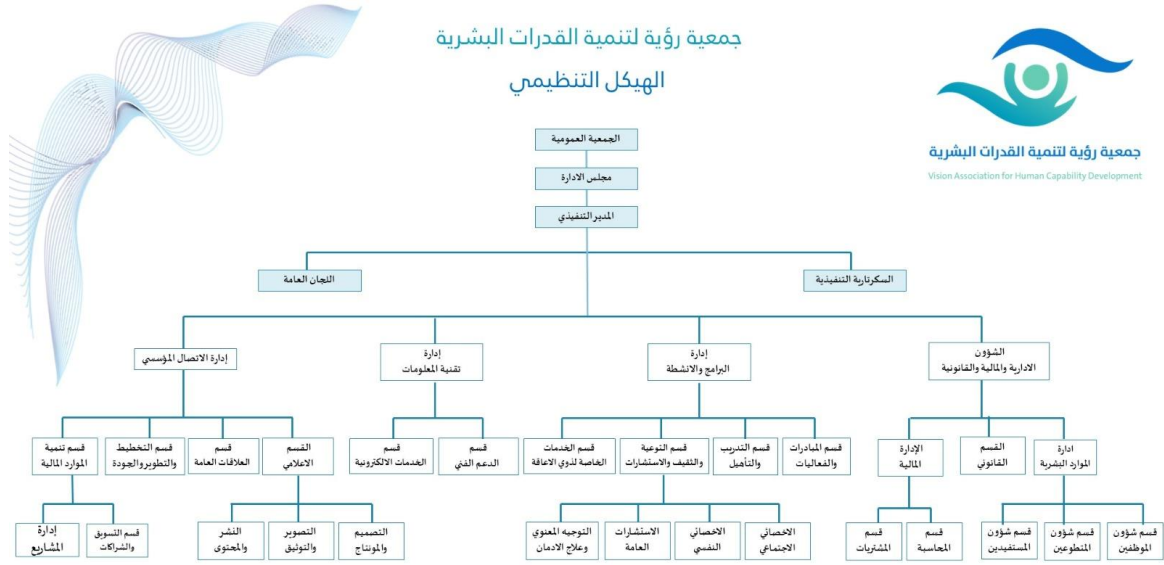 جمعية رؤية لتنمية القدرات البشرية
الهيكل التنظيمي
جمعية رؤية لتنمية القدرات البشرية
Vision Association for Human Capability Development
الجمعية العمومية
مجلس الادارة
المدير التنفيذي
السكرتارية التنفيذية
اللجان العامة
الشؤون
الادارية والمالية والقانونية
إدارة
البرامج والانشطة
إدارة
تقنية المعلومات
إدارة الاتصال المؤسسي
ادارة
الموارد البشرية
القسم
القانوني
الإدارة
المالية
قسم المبادرات
والفعاليات
قسم التدريب
والتأهيل
قسم التوعية
والتثقيف والاستشارات
قسم الخدمات
الخاصة لذوي الاعاقة
قسم
الدعم الفني
قسم
الخدمات الالكترونية
القسم
الاعلامي
قسم
العلاقات العامة
قسم التخطيط
والتطوير والجودة
قسم تنمية
الموارد المالية
قسم شؤون
الموظفين
قسم شؤون
المتطوعين
قسم شؤون
المستفيدين
قسم
المحاسبة
قسم
المشتريات
الاخصائي
الاجتماعي
الاخصائي
النفسي
الاستشارات
العامة
التوجيه المعنوي
وعلاج الادمان
التصميم
والمونتاج
التصوير
والتوثيق
النشر
والمحتوى
قسم التسويق
والشراكات
إدارة
المشاريع